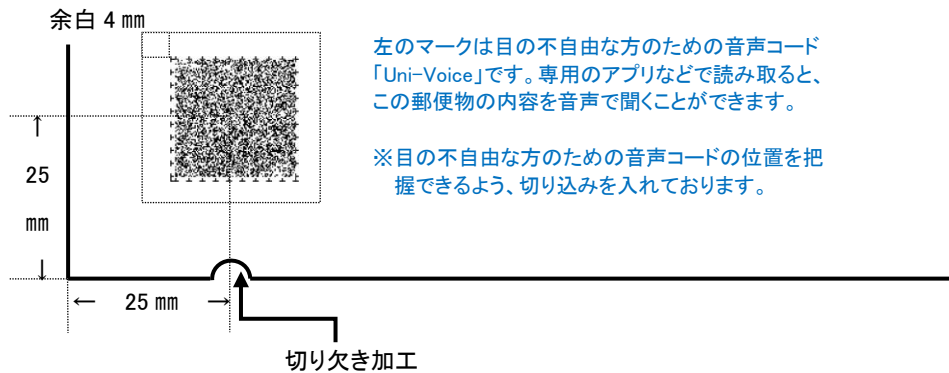 余白 4 mm
左のマークは目の不自由な方のための音声コード
「Uni-Voice」です。専用のアプリなどで読み取ると、
この郵便物の内容を音声で聞くことができます。
※目の不自由な方のための音声コードの位置を把
握できるよう、切り込みを入れております。
↑
25
mm
↓
← 25 mm →
切り欠き加工